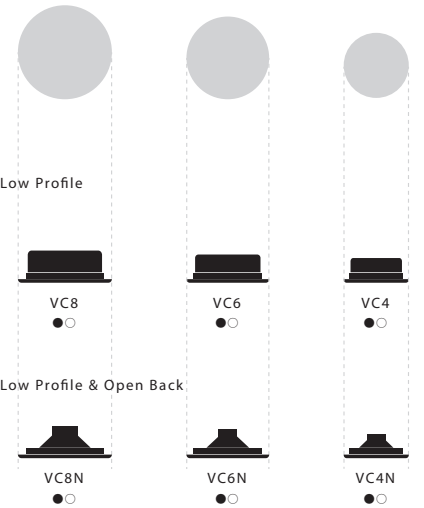 Low Profile
VC8 VC6 VC4
Low Profile & Open Back
VC8N VC6N VC4N